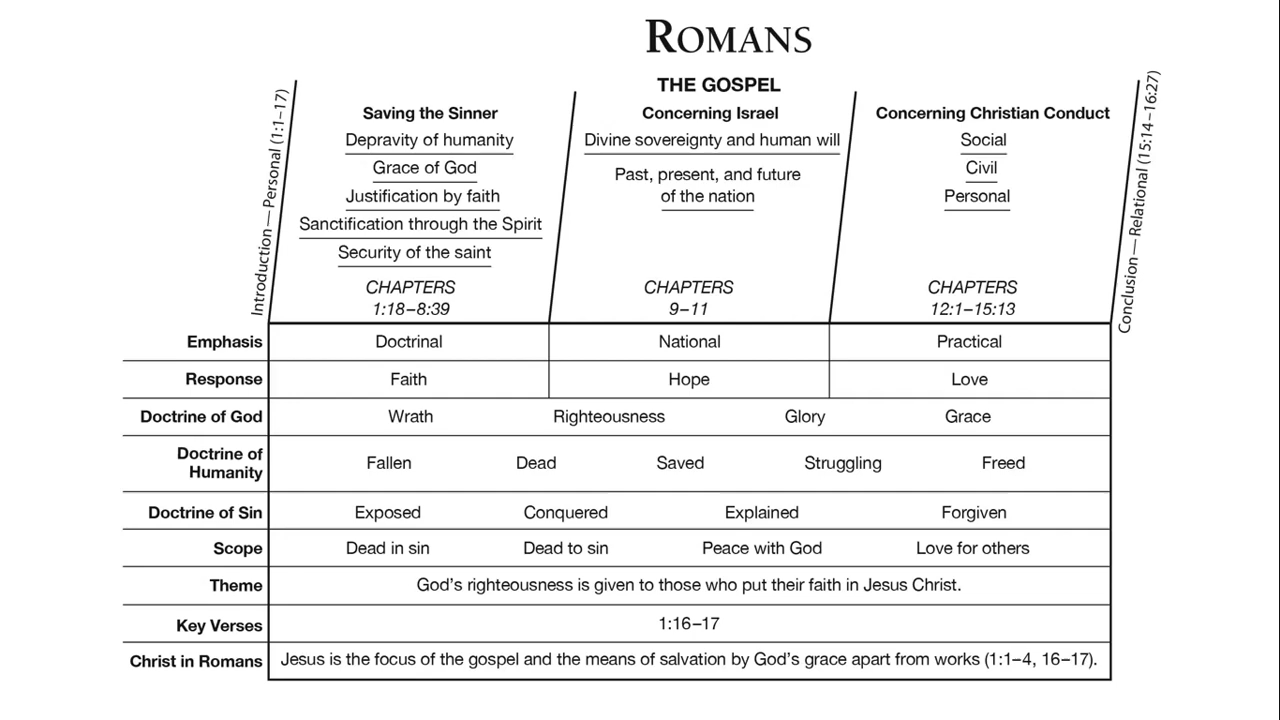 ROMANS
THE GOSPEL
Introduction—Personal (1:1–17)
Saving the Sinner
Depravity of humanity
Grace of God
Justification by faith
Sanctification through the Spirit
Security of the saint
CHAPTERS
1:18–8:39
Concerning Israel
Divine sovereignty and human will
Past, present, and future
of the nation
CHAPTERS
9–11
Concerning Christian Conduct
Social
Civil
Personal
CHAPTERS
12:1–15:13
Conclusion—Relational (15:14–16:27)
Emphasis Doctrinal National Practical
Response Faith Hope Love
Doctrine of God Wrath Righteousness Glory Grace
Doctrine of
Humanity Fallen Dead Saved Struggling Freed
Doctrine of Sin Exposed Conquered Explained Forgiven
Scope Dead in sin Dead to sin Peace with God Love for others
Theme God’s righteousness is given to those who put their faith in Jesus Christ.
Key Verses 1:16–17
Christ in Romans Jesus is the focus of the gospel and the means of salvation by God’s grace apart from works (1:1–4, 16–17).